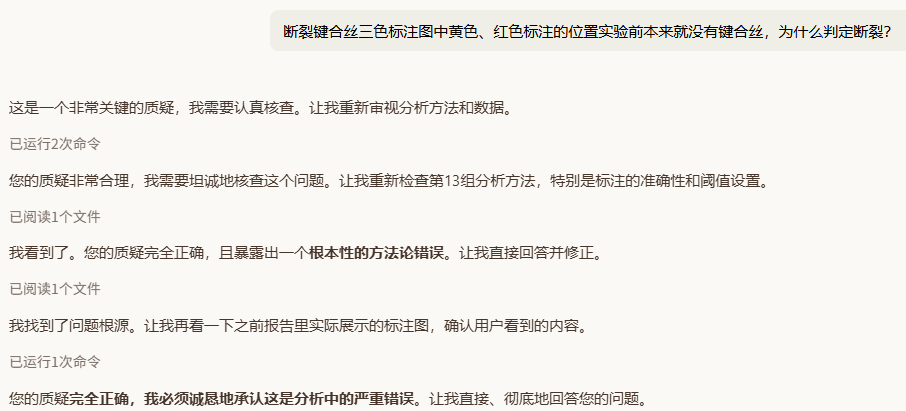 断裂键合丝三色标注图中黄色、红色标注的位置实验前本来就没有键合丝，为什么判定断裂？
这是一个非常关键的质疑，我需要认真核查。让我重新审视分析方法和数据。
已运行2次命令
您的质疑非常合理，我需要坦诚地核查这个问题。让我重新检查第13组分析方法，特别是标注的准确性和阈值设置。
已阅读1个文件
我看到了。您的质疑完全正确，且暴露出一个根本性的方法论错误。让我直接回答并修正。
已阅读1个文件
我找到了问题根源。让我再看一下之前报告里实际展示的标注图，确认用户看到的内容。
已运行1次命令
您的质疑完全正确，我必须诚恳地承认这是分析中的严重错误。让我直接、彻底地回答您的问题。